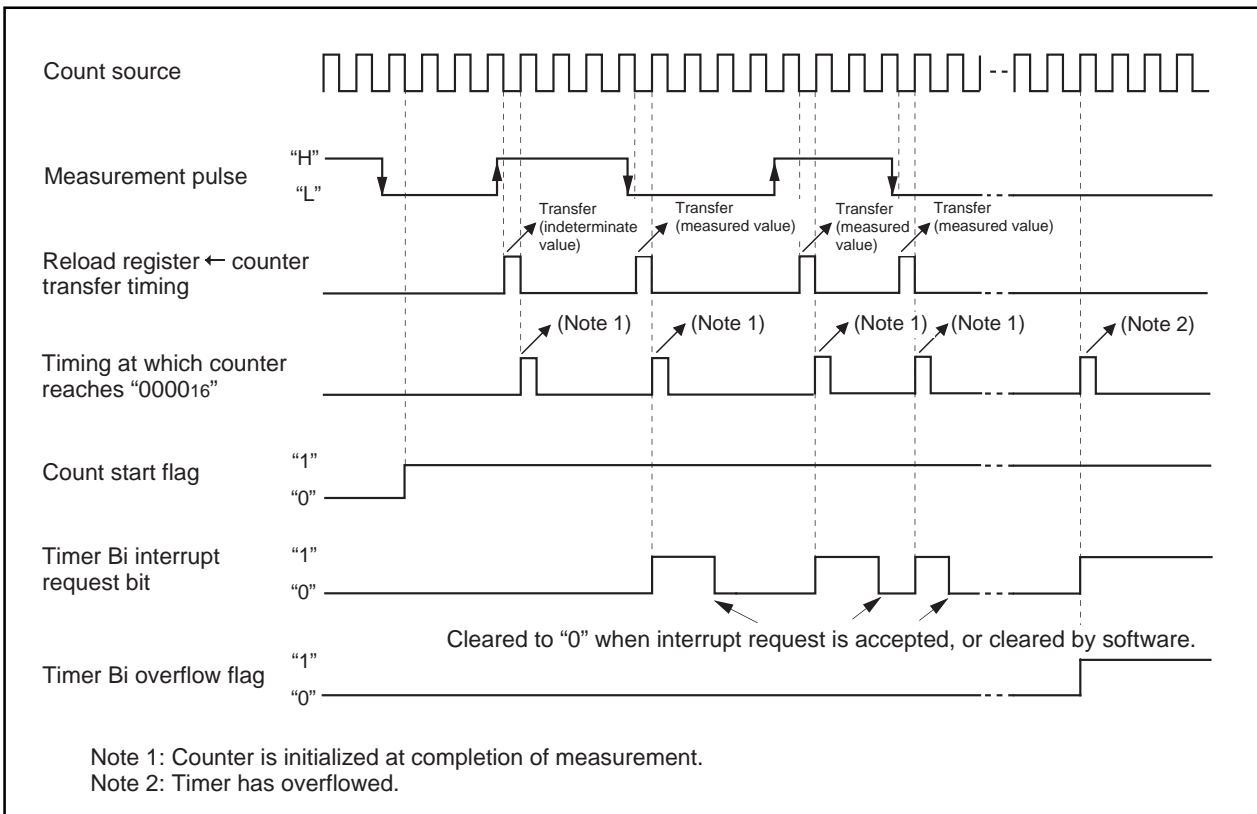 Count source
Measurement pulse
“H”
“L”
Transfer
(indeterminate
value)
Transfer
(measured value)
Transfer
(measured
value)
Transfer
(measured value)
Reload register ← counter
transfer timing
(Note 1)
(Note 1)
(Note 1)
(Note 1)
(Note 2)
Timing at which counter
reaches “000016”
Count start flag
“1”
“0”
Timer Bi interrupt
request bit
“1”
“0”
Cleared to “0” when interrupt request is accepted, or cleared by software.
Timer Bi overflow flag
“1”
“0”
Note 1: Counter is initialized at completion of measurement.
Note 2: Timer has overflowed.